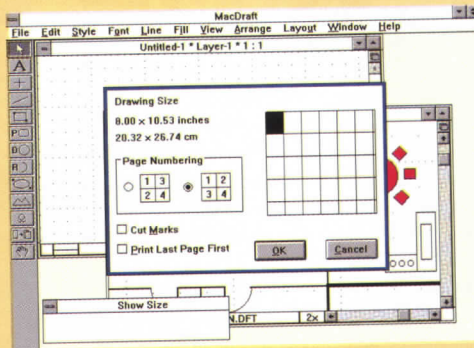 MacDraft
File Edit Style Font Line Fill View Arrange Layout Window Help
Untitled-1 * Layer-1 * 1 : 1
A
P
D
R
Drawing Size
8.00 × 10.53 inches
20.32 × 26.74 cm
Page Numbering
1 3
2 4
1 2
3 4
Cut Marks
Print Last Page First
OK
Cancel
Show Size
N.DFT
2x